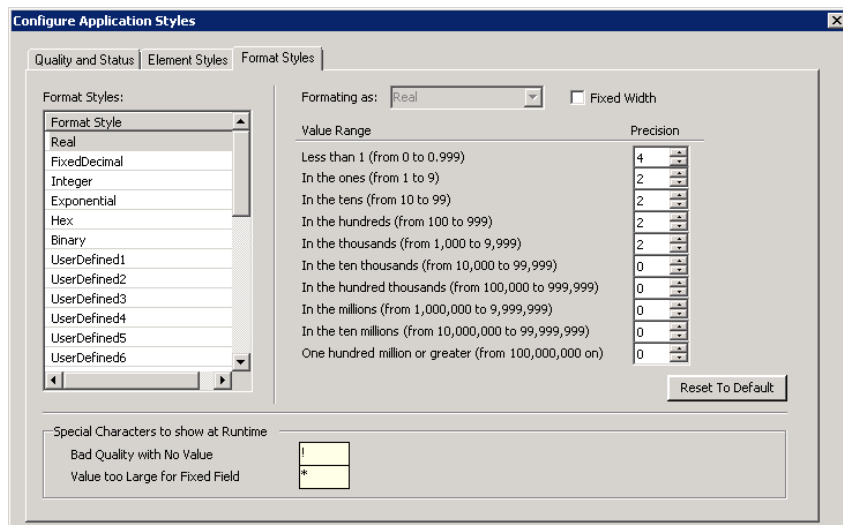 Configure Application Styles
Quality and Status Element Styles Format Styles
Format Styles:
Format Style
Real
FixedDecimal
Integer
Exponential
Hex
Binary
UserDefined1
UserDefined2
UserDefined3
UserDefined4
UserDefined5
UserDefined6
Formating as: Real Fixed Width
Value Range Precision
Less than 1 (from 0 to 0.999) 4
In the ones (from 1 to 9) 2
In the tens (from 10 to 99) 2
In the hundreds (from 100 to 999) 2
In the thousands (from 1,000 to 9,999) 2
In the ten thousands (from 10,000 to 99,999) 0
In the hundred thousands (from 100,000 to 999,999) 0
In the millions (from 1,000,000 to 9,999,999) 0
In the ten millions (from 10,000,000 to 99,999,999) 0
One hundred million or greater (from 100,000,000 on) 0
Reset To Default
Special Characters to show at Runtime
Bad Quality with No Value !
Value too Large for Fixed Field *